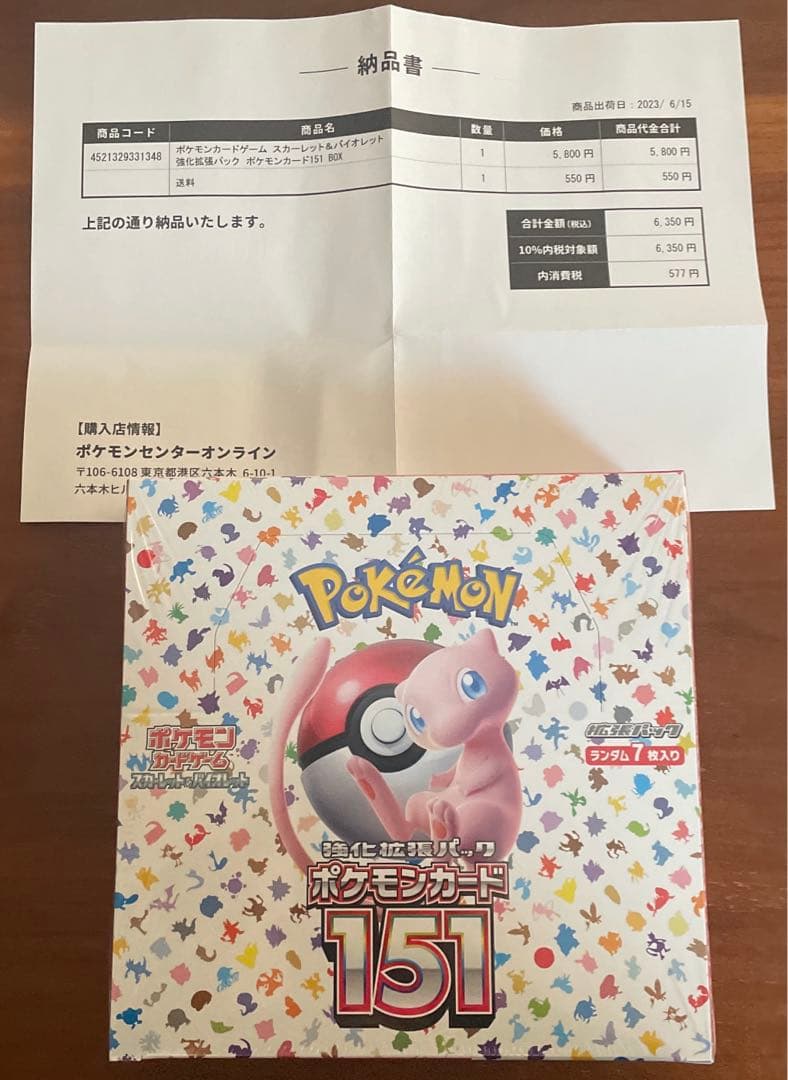 納品書
商品出荷日：2023/ 6/15
商品コード 商品名 数量 価格 商品代金合計
4521329331348 ポケモンカードゲーム スカーレット&バイオレット 1 5,800 円 5,800 円
強化拡張パック ポケモンカード151 BOX
送料 1 550 円 550 円
上記の通り納品いたします。
合計金額(税込) 6,350 円
10%内税対象額 6,350 円
内消費税 577 円
【購入店情報】
ポケモンセンターオンライン
〒106-6108 東京都港区六本木 6-10-1
六本木ヒル
POKéMON
TM
ポケモン
カードゲーム
スカーレット&バイオレット
拡張パック
ランダム7枚入り
強化拡張パック
ポケモンカード
151